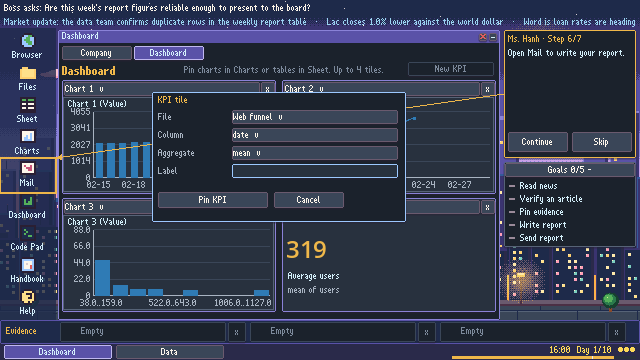 Boss asks: Are this week's report figures reliable enough to present to the board?
Market update: the data team confirms duplicate rows in the weekly report table · Lac closes 1.0% lower against the world dollar · Word is loan rates are heading
Browser
Files
Sheet
Charts
Mail
Dashboard
Code Pad
Handbook
Help
Dashboard
Company
Dashboard
Dashboard
Pin charts in Charts or tables in Sheet. Up to 4 tiles.
New KPI
Chart 1 v
x
Chart 1 (Value)
4055
3041
2027
1014
0
02-15
02-18
Chart 2 v
x
02-24
02-27
KPI tile
File
Web funnel v
Column
date v
Aggregate
mean v
Label
Pin KPI
Cancel
Chart 3 v
x
Chart 3 (Value)
88.0
66.0
44.0
22.0
0.0
38.0.159.0
522.0.643.0
1006.0.1127.0
x
319
Average users
mean of users
Ms. Hanh · Step 6/7
Open Mail to write your report.
Continue
Skip
Goals 0/5 -
— Read news
— Verify an article
— Pin evidence
— Write report
— Send report
Evidence
Empty
x
Empty
x
Empty
x
Dashboard
Data
16:00 Day 1/10